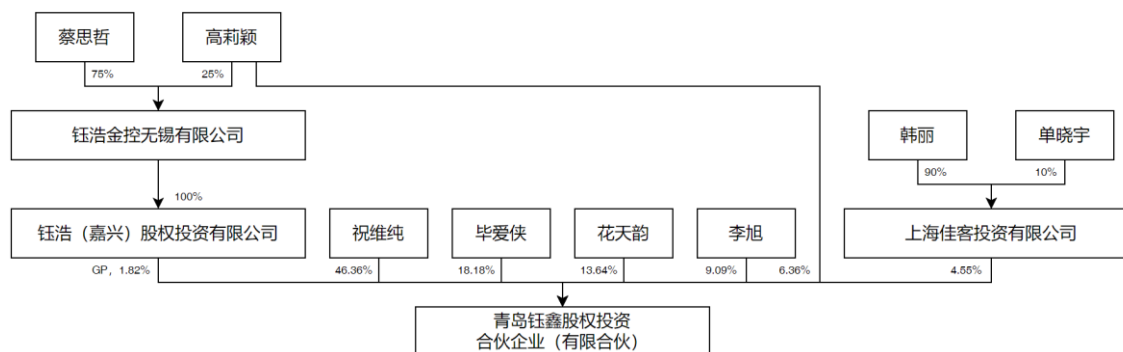 蔡思哲
高莉颖
75%
25%
钰浩金控无锡有限公司
韩丽
单晓宇
90%
10%
100%
钰浩（嘉兴）股权投资有限公司
祝维纯
毕爱侠
花天韵
李旭
上海佳客投资有限公司
GP，1.82%
46.36%
18.18%
13.64%
9.09%
6.36%
4.55%
青岛钰鑫股权投资
合伙企业（有限合伙）